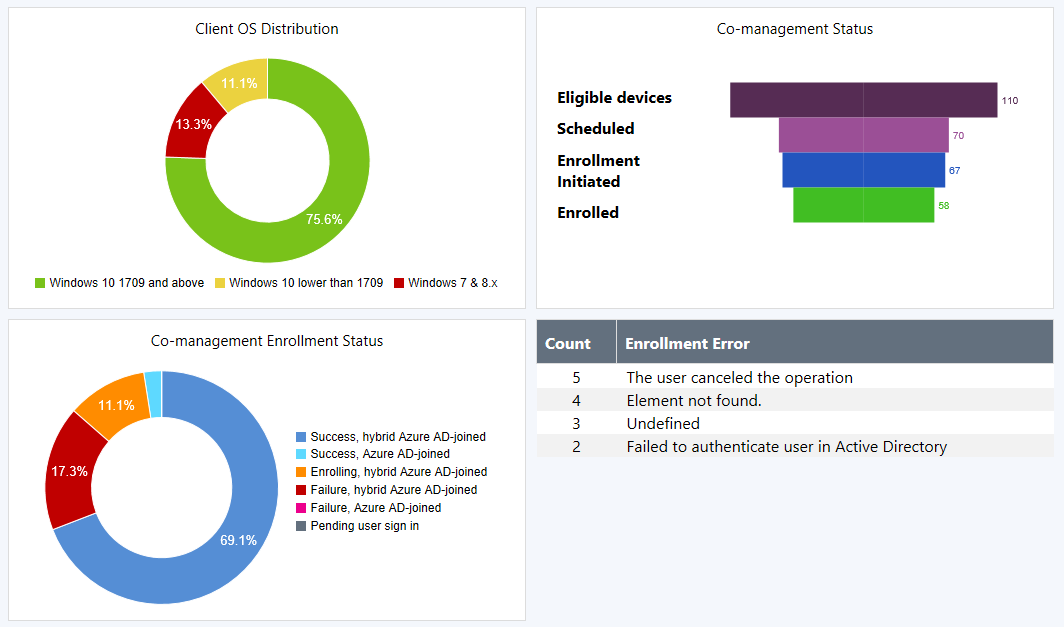 Client OS Distribution
11.1%
13.3%
75.6%
Windows 10 1709 and above Windows 10 lower than 1709 Windows 7 & 8.x
Co-management Status
Eligible devices 110
Scheduled 70
Enrollment
Initiated 67
Enrolled 58
Co-management Enrollment Status
11.1%
17.3%
69.1%
Success, hybrid Azure AD-joined
Success, Azure AD-joined
Enrolling, hybrid Azure AD-joined
Failure, hybrid Azure AD-joined
Failure, Azure AD-joined
Pending user sign in
Count Enrollment Error
5 The user canceled the operation
4 Element not found.
3 Undefined
2 Failed to authenticate user in Active Directory